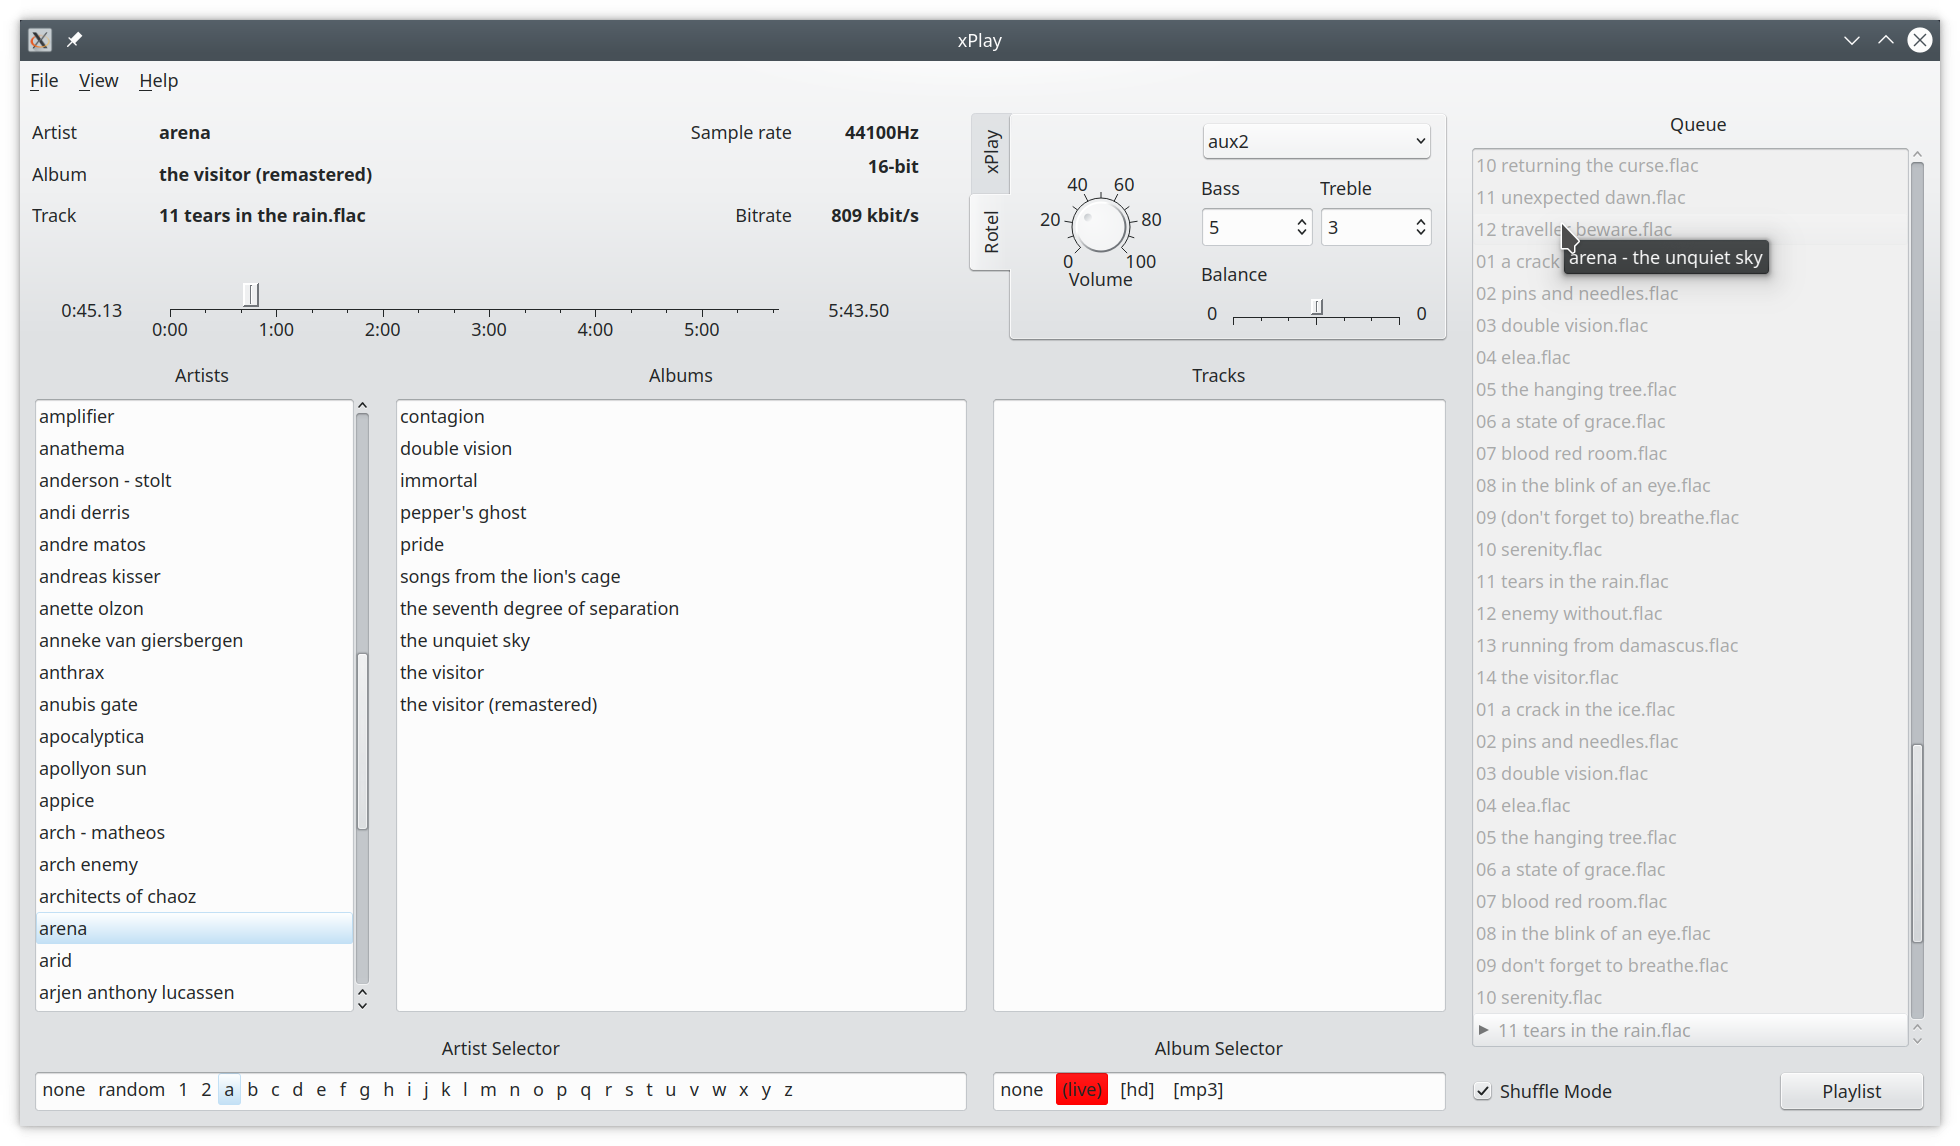 xPlay
File View Help
Artist arena
Album the visitor (remastered)
Track 11 tears in the rain.flac
Sample rate 44100Hz
16-bit
Bitrate 809 kbit/s
0:45.13
0:00 1:00 2:00 3:00 4:00 5:00
5:43.50
xPlay
Rotel
0 20 40 60 80 100
Volume
aux2
Bass Treble
5 3
Balance
0 0
Artists
amplifier
anathema
anderson - stolt
andi derris
andre matos
andreas kisser
anette olzon
anneke van giersbergen
anthrax
anubis gate
apocalyptica
apollyon sun
appice
arch - matheos
arch enemy
architects of chaoz
arena
arid
arjen anthony lucassen
Albums
contagion
double vision
immortal
pepper's ghost
pride
songs from the lion's cage
the seventh degree of separation
the unquiet sky
the visitor
the visitor (remastered)
Tracks
Queue
10 returning the curse.flac
11 unexpected dawn.flac
12 traveller beware.flac
arena - the unquiet sky
01 a crack
02 pins and needles.flac
03 double vision.flac
04 elea.flac
05 the hanging tree.flac
06 a state of grace.flac
07 blood red room.flac
08 in the blink of an eye.flac
09 (don't forget to) breathe.flac
10 serenity.flac
11 tears in the rain.flac
12 enemy without.flac
13 running from damascus.flac
14 the visitor.flac
01 a crack in the ice.flac
02 pins and needles.flac
03 double vision.flac
04 elea.flac
05 the hanging tree.flac
06 a state of grace.flac
07 blood red room.flac
08 in the blink of an eye.flac
09 don't forget to breathe.flac
10 serenity.flac
11 tears in the rain.flac
Artist Selector
none random 1 2 a b c d e f g h i j k l m n o p q r s t u v w x y z
Album Selector
none (live) [hd] [mp3]
Shuffle Mode
Playlist